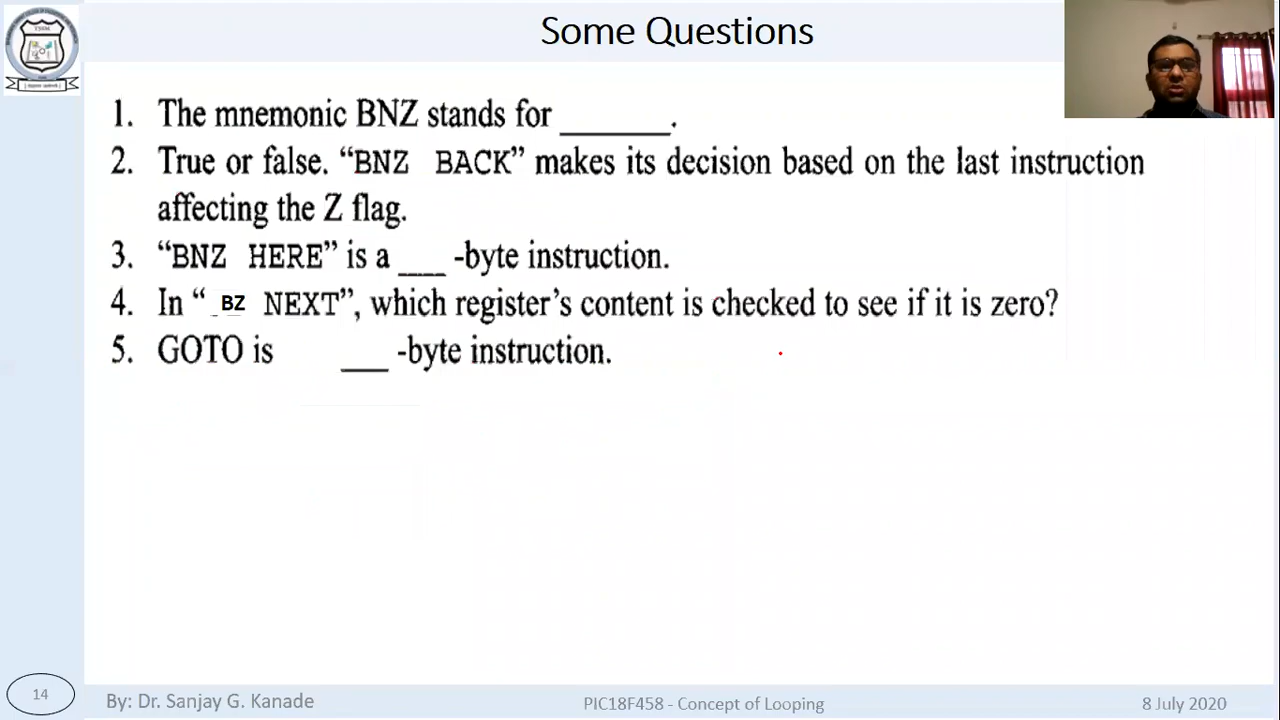 Some Questions
1. The mnemonic BNZ stands for _______.
2. True or false. “BNZ BACK” makes its decision based on the last instruction
affecting the Z flag.
3. “BNZ HERE” is a ___ -byte instruction.
4. In “ BZ NEXT”, which register’s content is checked to see if it is zero?
5. GOTO is ___ -byte instruction.
14
By: Dr. Sanjay G. Kanade
PIC18F458 - Concept of Looping
8 July 2020